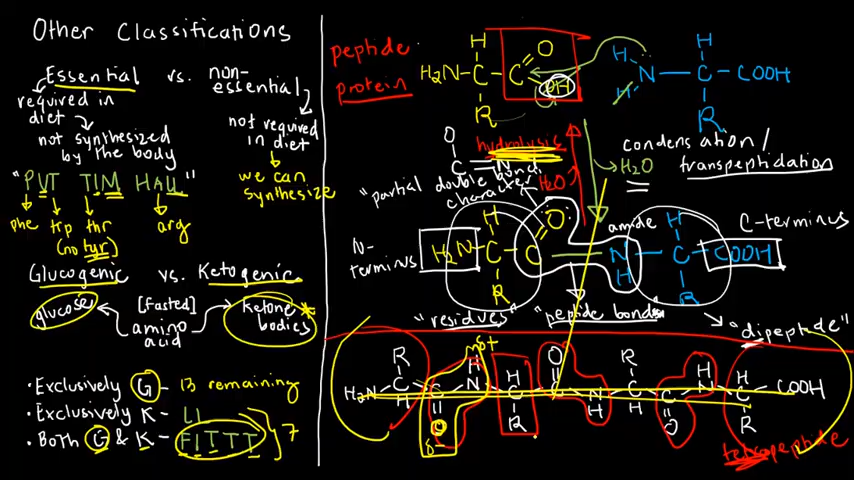 Other Classifications
Essential vs. non-essential
required in diet
not synthesized by the body
not required in diet
we can synthesize
"PVT TIM HALL"
phe trp thr arg
(no tyr)
Glucogenic vs. Ketogenic
glucose [fasted] ketone bodies
amino acid
• Exclusively G - 13 remaining
• Exclusively K - LL
• Both G & K - FITTT
7
peptide
protein
H
O
H2N - C - C
OH
R
H
H
N - C - COOH
H
R
hydrolysis
condensation/
transpeptidation
H2O
H2O
O
C N
"partial double bond character"
N-terminus
C-terminus
amide
H
O
H
H2N - C - C - N - C - COOH
R
H
R
"residues" "peptide bonds" "dipeptide"
R
H
δ+
H
O
R
H
H2N - C - C - N - C - C - N - C - C - N - C - COOH
H
O
δ-
R
H
H
O
R
tetrapeptide